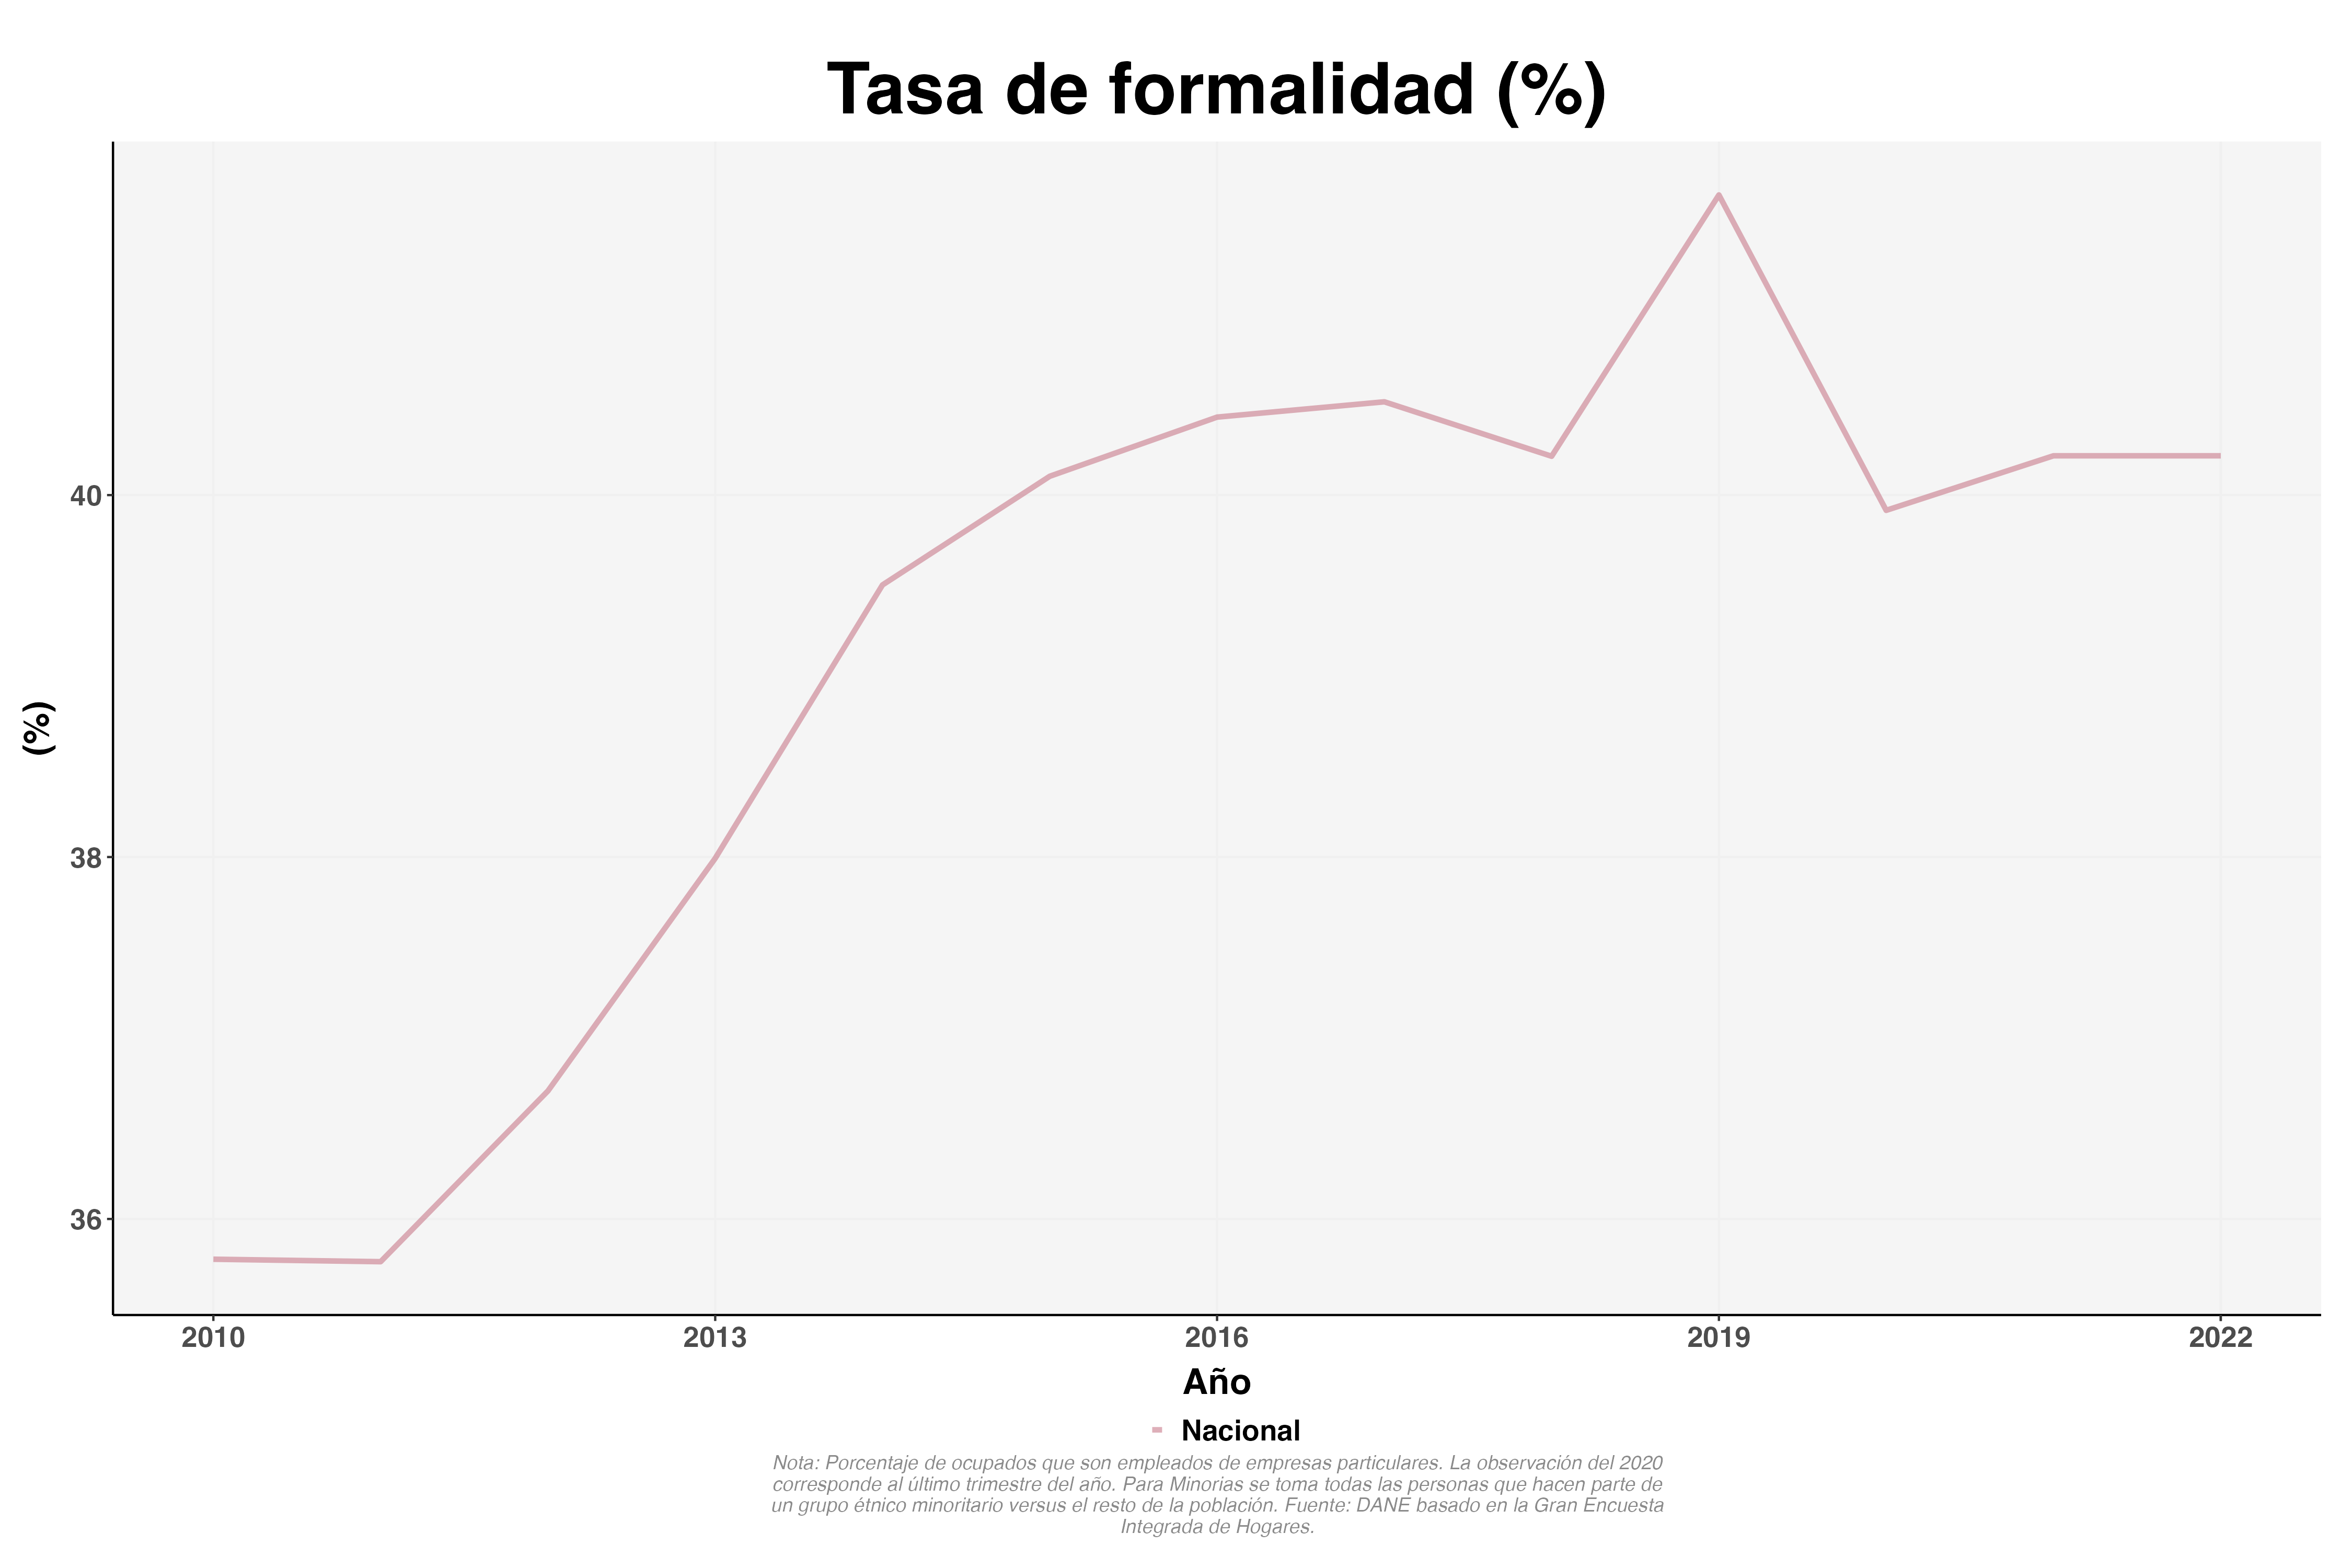 Tasa de formalidad (%)
(%)
40
38
36
2010 2013 2016 2019 2022
Año
Nacional
Nota: Porcentaje de ocupados que son empleados de empresas particulares. La observación del 2020
corresponde al último trimestre del año. Para Minorias se toma todas las personas que hacen parte de
un grupo étnico minoritario versus el resto de la población. Fuente: DANE basado en la Gran Encuesta
Integrada de Hogares.